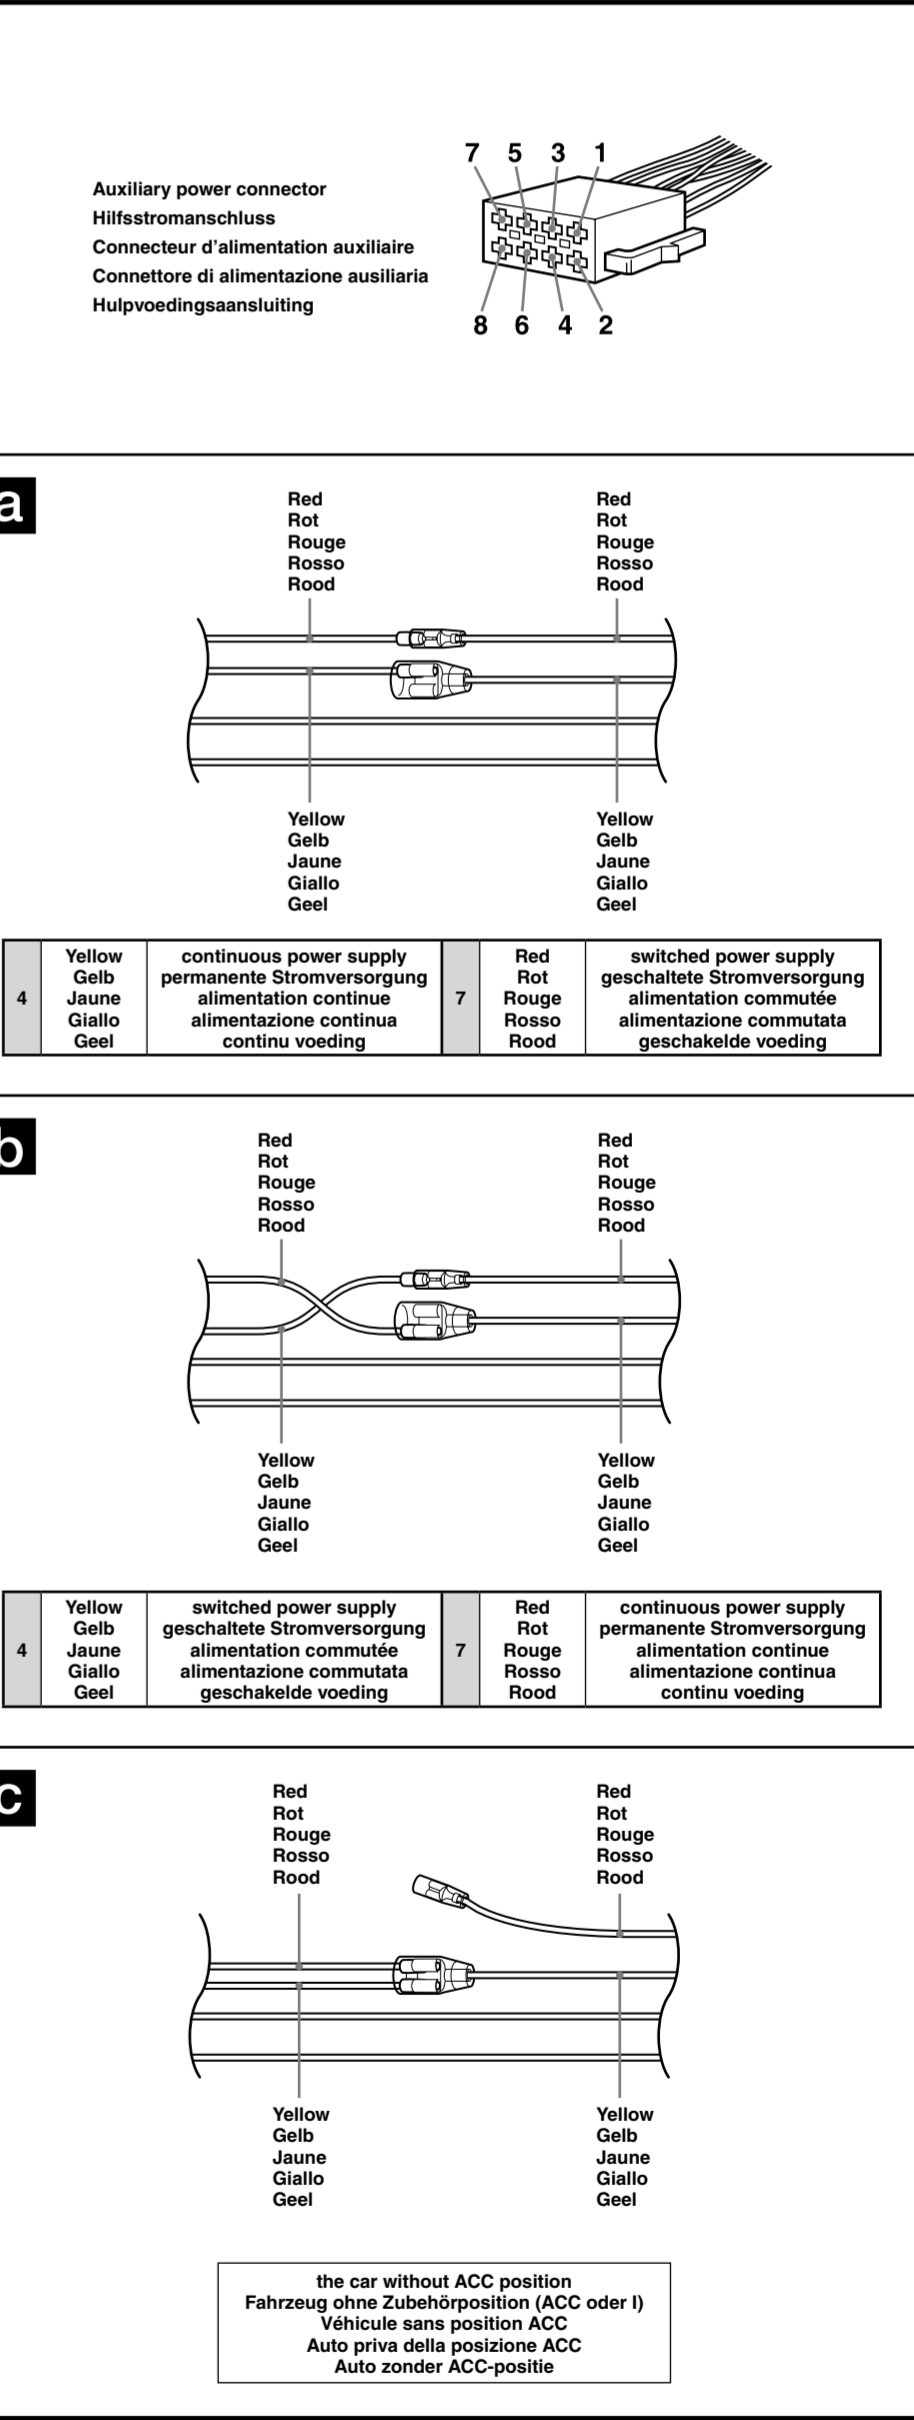 7 5 3 1
Auxiliary power connector
Hilfsstromanschluss
Connecteur d'alimentation auxiliaire
Connettore di alimentazione ausiliaria
Hulpvoedingsaansluiting
8 6 4 2
a
Red
Rot
Rouge
Rosso
Rood
Red
Rot
Rouge
Rosso
Rood
Yellow
Gelb
Jaune
Giallo
Geel
Yellow
Gelb
Jaune
Giallo
Geel
4
Yellow
Gelb
Jaune
Giallo
Geel
continuous power supply
permanente Stromversorgung
alimentation continue
alimentazione continua
continu voeding
7
Red
Rot
Rouge
Rosso
Rood
switched power supply
geschaltete Stromversorgung
alimentation commutée
alimentazione commutata
geschakelde voeding
b
Red
Rot
Rouge
Rosso
Rood
Red
Rot
Rouge
Rosso
Rood
Yellow
Gelb
Jaune
Giallo
Geel
Yellow
Gelb
Jaune
Giallo
Geel
4
Yellow
Gelb
Jaune
Giallo
Geel
switched power supply
geschaltete Stromversorgung
alimentation commutée
alimentazione commutata
geschakelde voeding
7
Red
Rot
Rouge
Rosso
Rood
continuous power supply
permanente Stromversorgung
alimentation continue
alimentazione continua
continu voeding
c
Red
Rot
Rouge
Rosso
Rood
Red
Rot
Rouge
Rosso
Rood
Yellow
Gelb
Jaune
Giallo
Geel
Yellow
Gelb
Jaune
Giallo
Geel
the car without ACC position
Fahrzeug ohne Zubehörposition (ACC oder I)
Véhicule sans position ACC
Auto priva della posizione ACC
Auto zonder ACC-positie